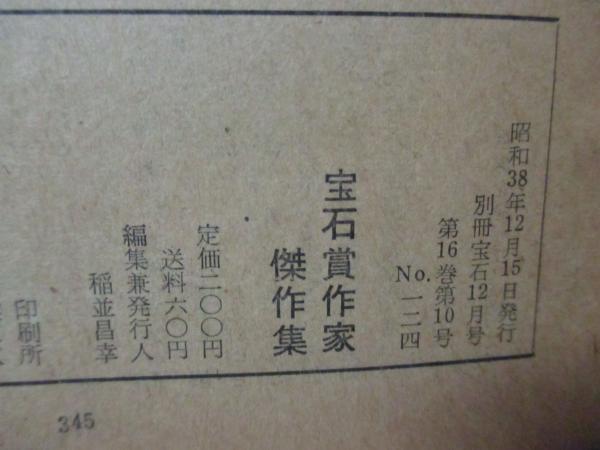 昭和38年12月15日発行
別冊宝石12月号
第16巻第10号
No.一二四
宝石賞作家
傑作集
定価二〇〇円
送料六〇円
編集兼発行人
稲並昌幸
印刷所
345